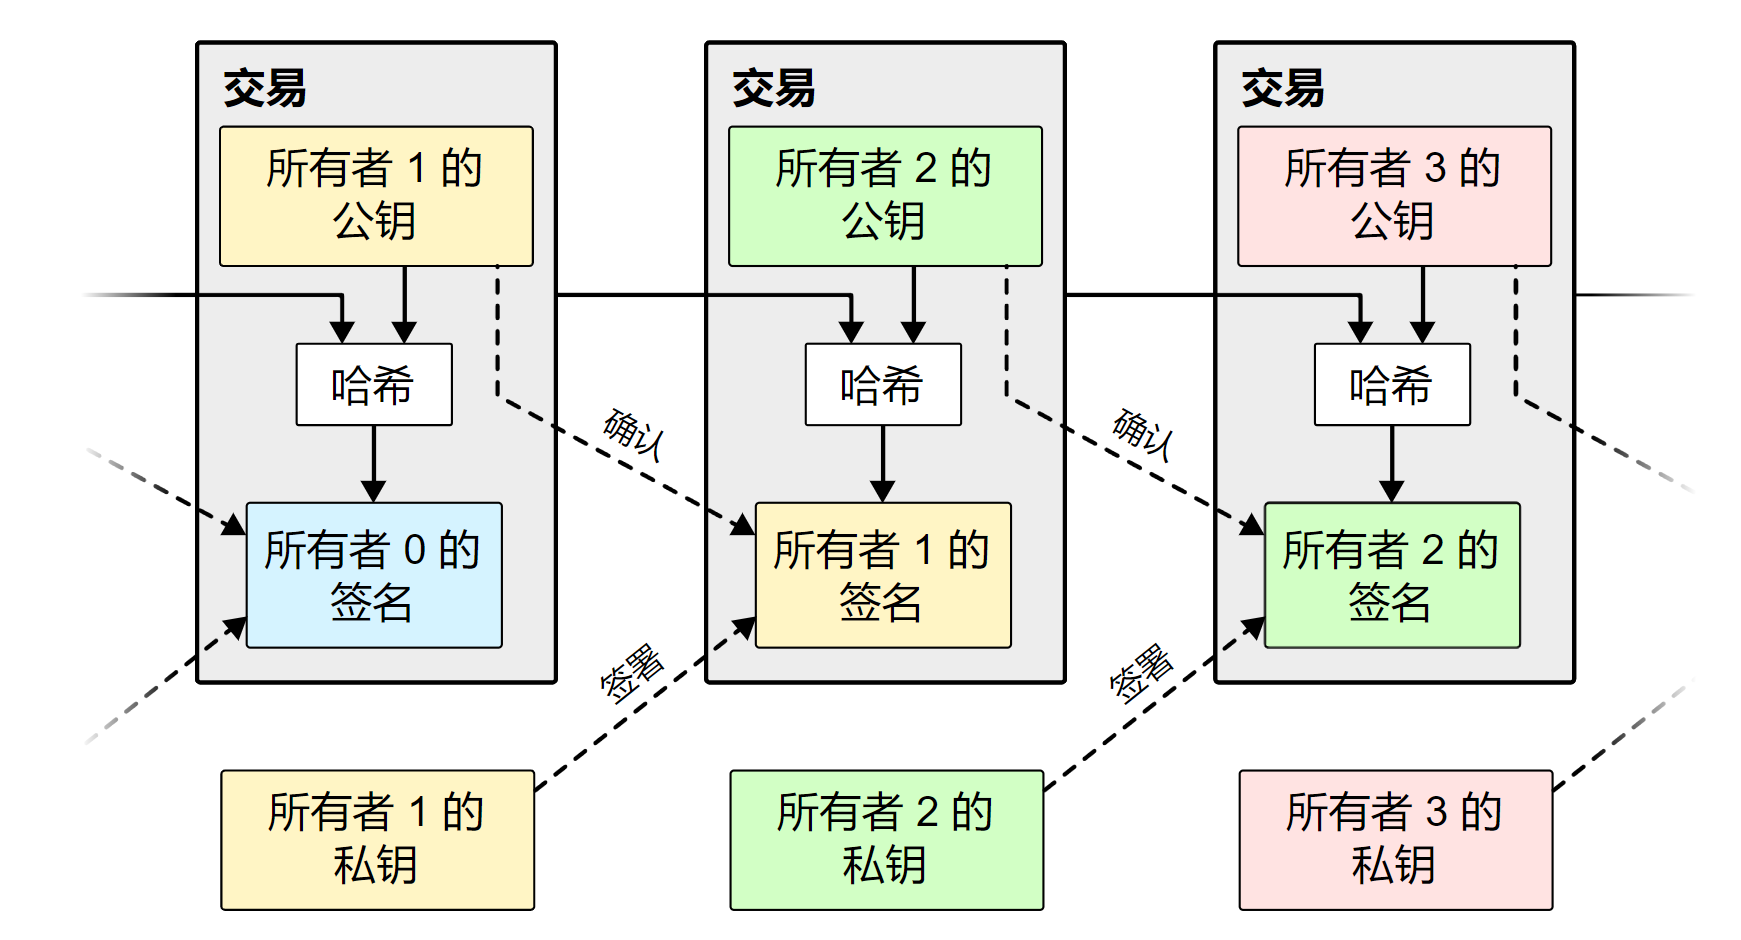 交易
所有者 1 的
公钥
哈希
所有者 0 的
签名
交易
所有者 2 的
公钥
哈希
确认
所有者 1 的
签名
签署
交易
所有者 3 的
公钥
哈希
确认
所有者 2 的
签名
签署
所有者 1 的
私钥
所有者 2 的
私钥
所有者 3 的
私钥